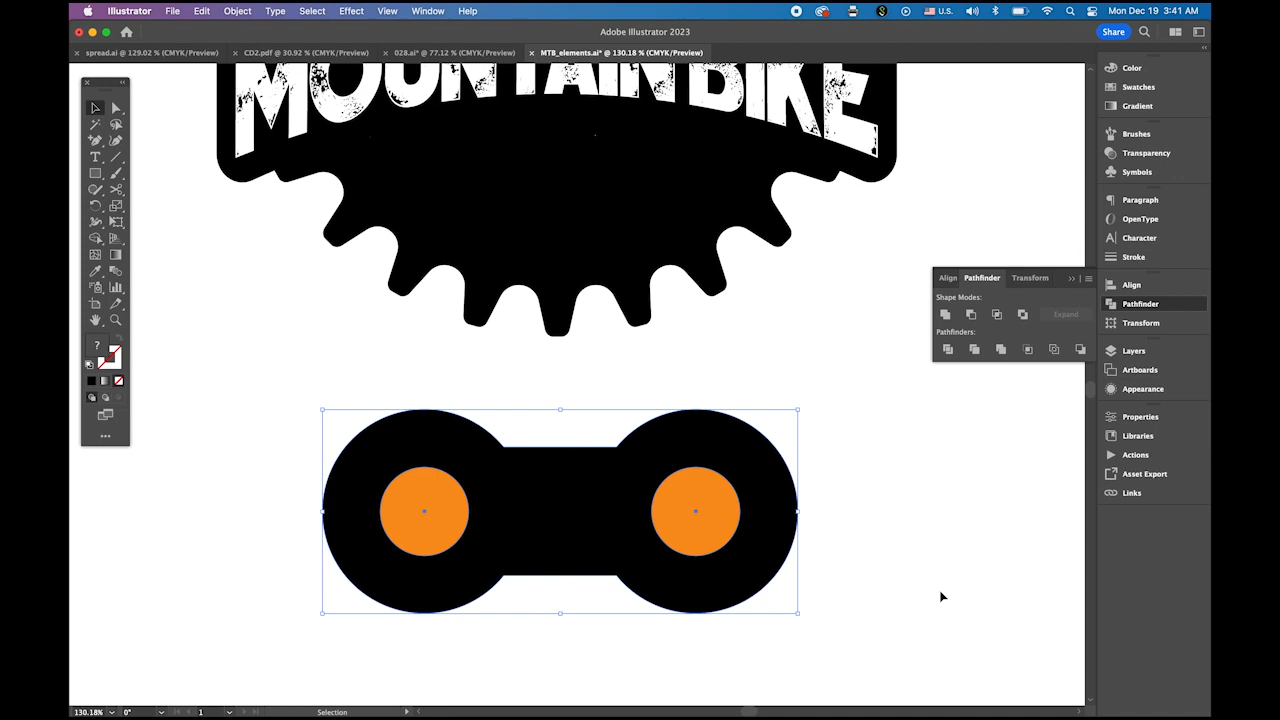 Illustrator File Edit Object Type Select Effect View Window Help U.S. Mon Dec 19 3:41 AM
Adobe Illustrator 2023 Share
spread.ai @ 129.02 % (CMYK/Preview) CD2.pdf @ 30.92 % (CMYK/Preview) 028.ai* @ 77.12 % (CMYK/Preview) MTB_elements.ai* @ 130.18 % (CMYK/Preview)
MOUNTAIN BIKE
Color
Swatches
Gradient
Brushes
Transparency
Symbols
Paragraph
OpenType
Character
Stroke
Align
Pathfinder
Transform
Layers
Artboards
Appearance
Properties
Libraries
Actions
Asset Export
Links
Align Pathfinder Transform
Shape Modes:
Expand
Pathfinders:
?
130.18% 0° 1 Selection